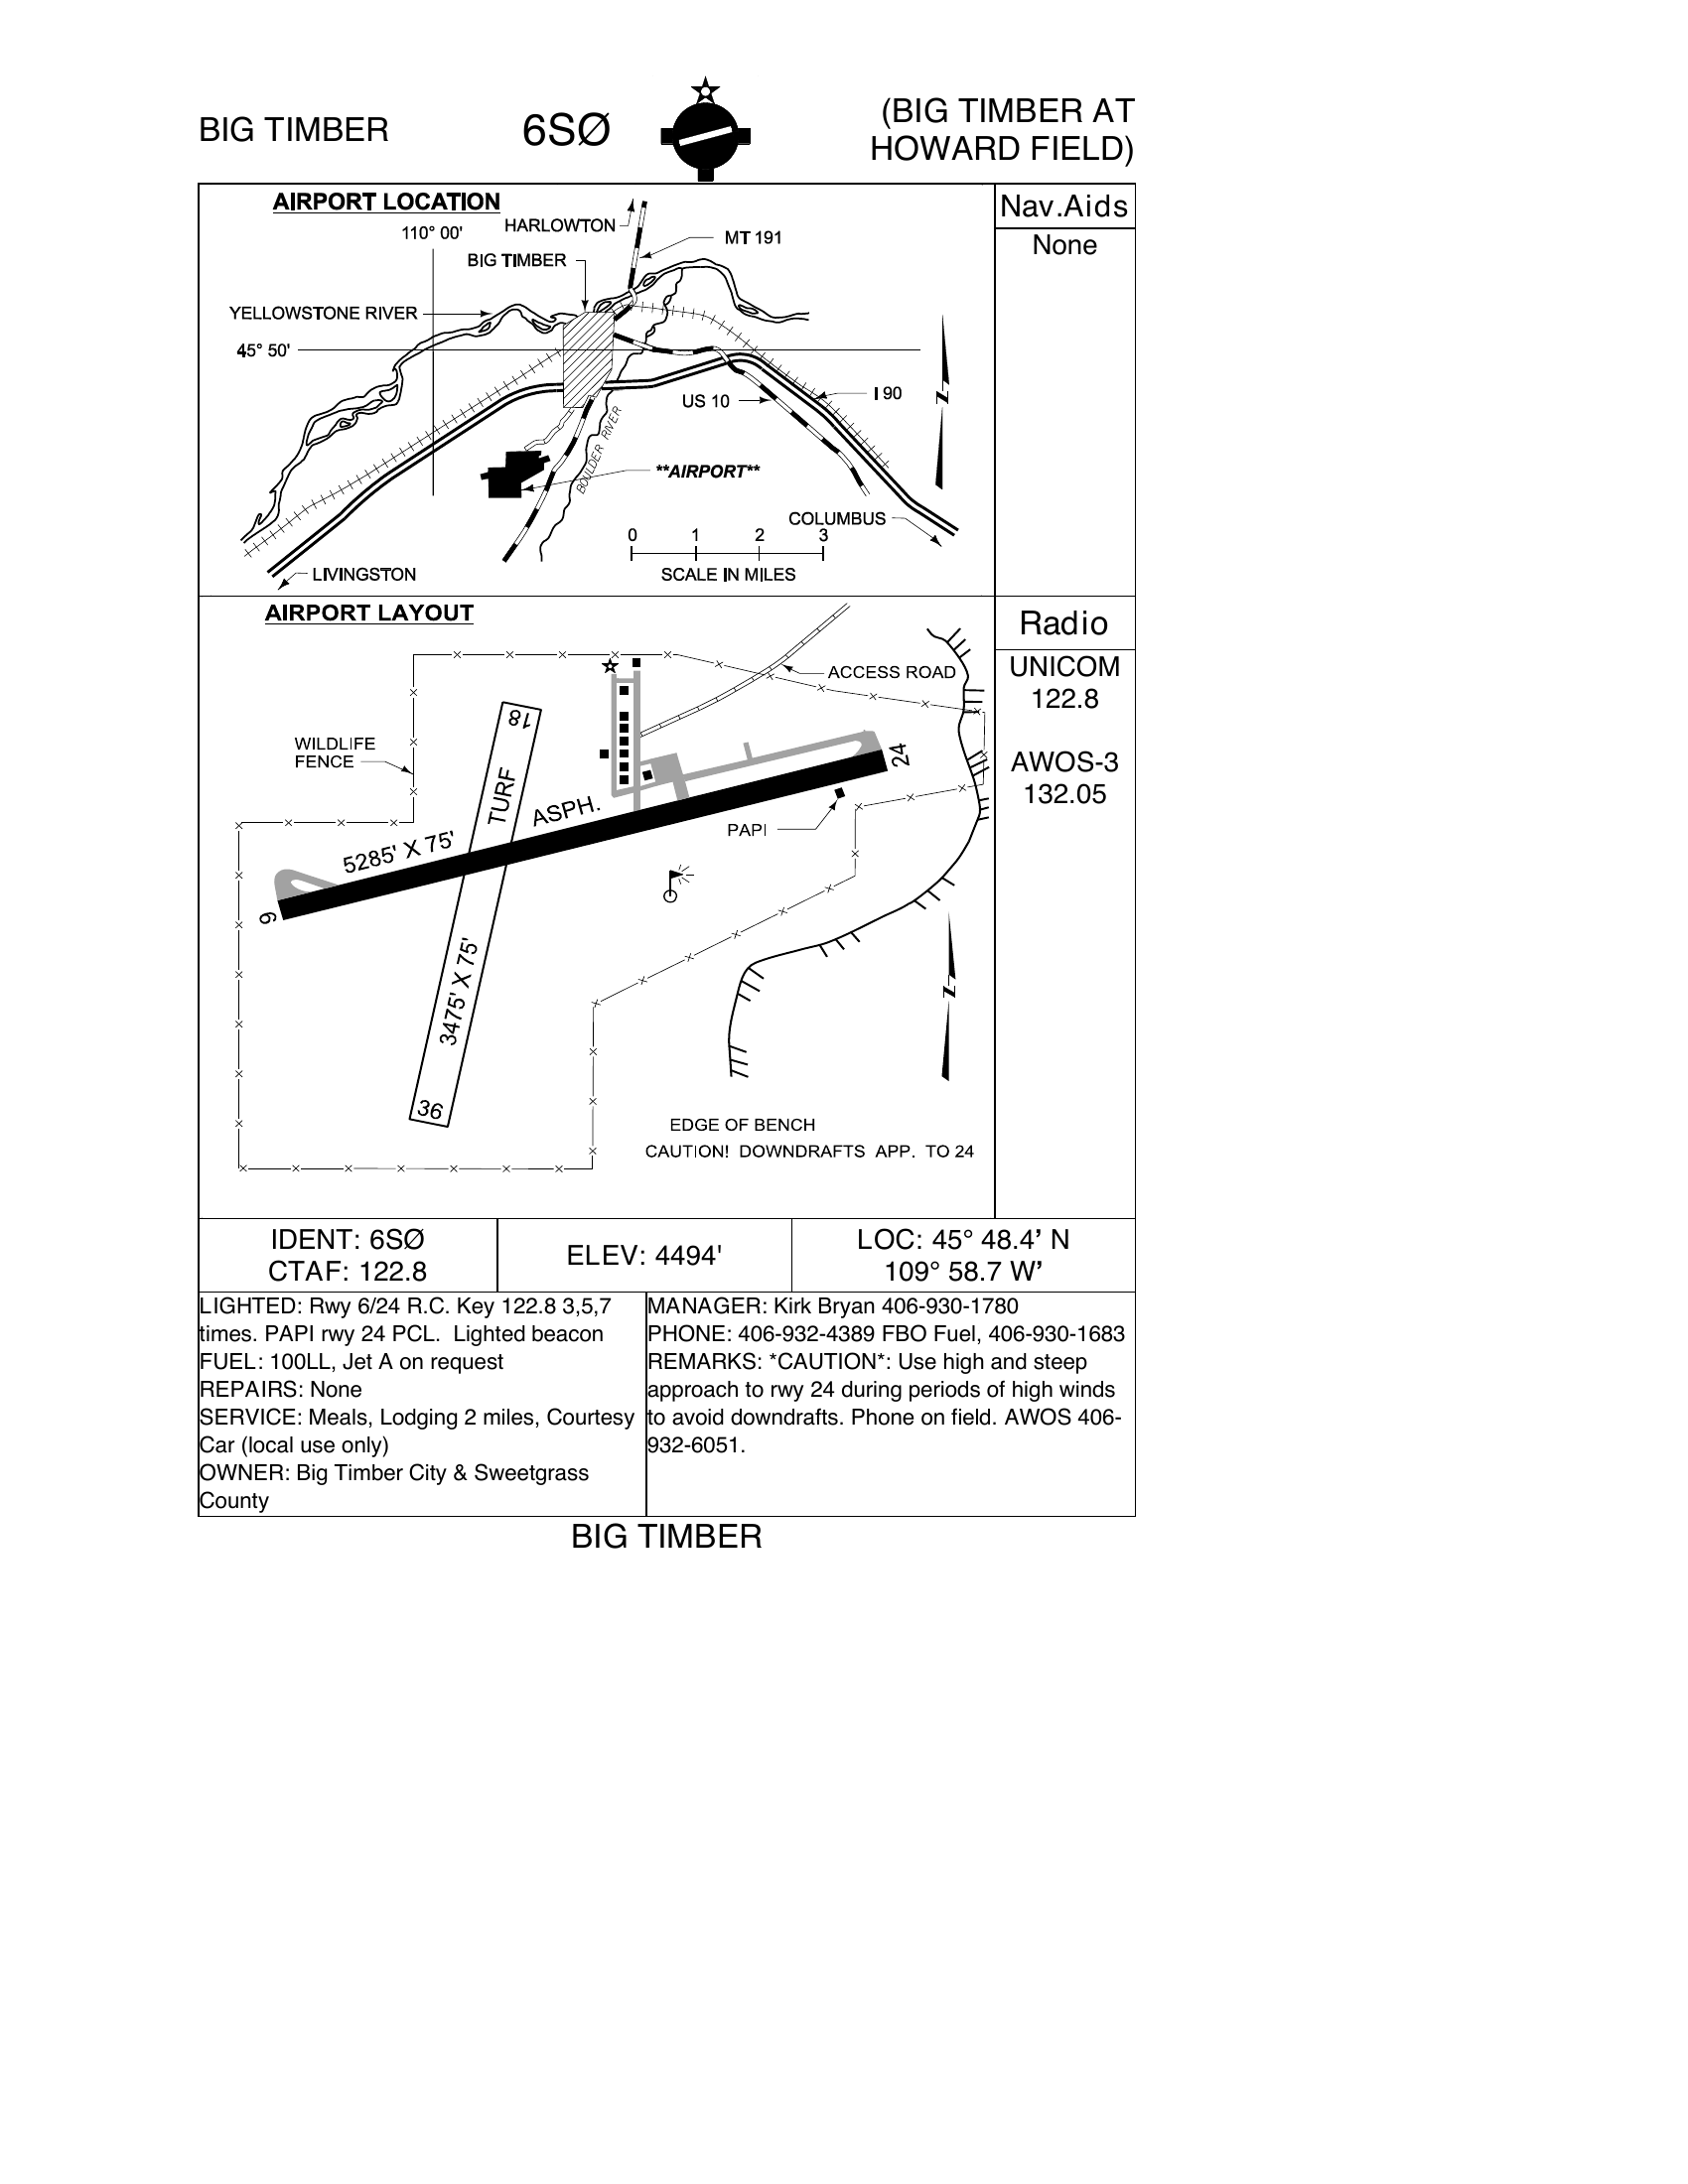 BIG TIMBER
6SØ
(BIG TIMBER AT
HOWARD FIELD)
AIRPORT LOCATION
HARLOWTON
110° 00'
MT 191
BIG TIMBER
YELLOWSTONE RIVER
45° 50'
I 90
US 10
N
BOULDER RIVER
**AIRPORT**
COLUMBUS
0 1 2 3
SCALE IN MILES
LIVINGSTON
Nav.Aids
None
AIRPORT LAYOUT
ACCESS ROAD
18
WILDLIFE
FENCE
24
TURF
ASPH.
PAPI
5285' X 75'
6
3475' X 75'
N
36
EDGE OF BENCH
CAUTION! DOWNDRAFTS APP. TO 24
Radio
UNICOM
122.8
AWOS-3
132.05
IDENT: 6SØ
CTAF: 122.8
ELEV: 4494'
LOC: 45° 48.4’ N
109° 58.7 W’
LIGHTED: Rwy 6/24 R.C. Key 122.8 3,5,7
times. PAPI rwy 24 PCL.  Lighted beacon
FUEL: 100LL, Jet A on request
REPAIRS: None
SERVICE: Meals, Lodging 2 miles, Courtesy
Car (local use only)
OWNER: Big Timber City & Sweetgrass
County
MANAGER: Kirk Bryan 406-930-1780
PHONE: 406-932-4389 FBO Fuel, 406-930-1683
REMARKS: *CAUTION*: Use high and steep
approach to rwy 24 during periods of high winds
to avoid downdrafts. Phone on field. AWOS 406-
932-6051.
BIG TIMBER